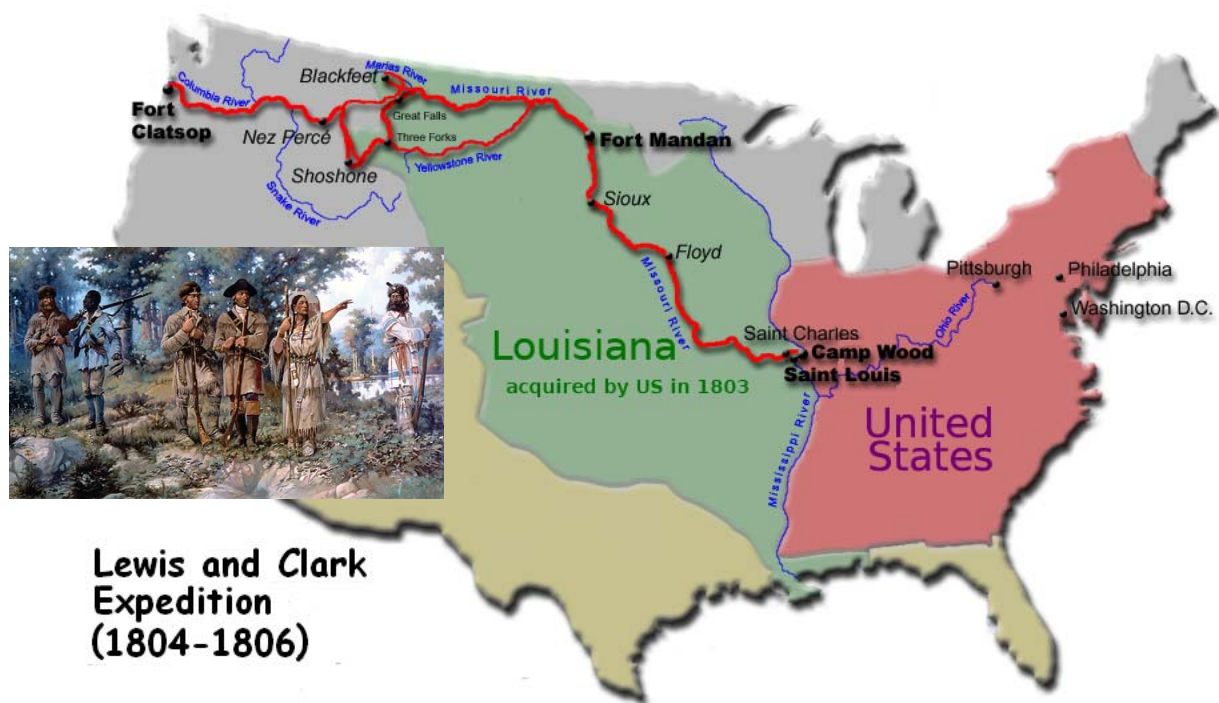 Blackfeet
Marias River
Missouri River
Columbia River
Fort
Clatsop
Great Falls
Nez Percé
Three Forks
Fort Mandan
Shoshone
Yellowstone River
Snake River
Sioux
Floyd
Missouri River
Pittsburgh
Philadelphia
Ohio River
Washington D.C.
Saint Charles
Louisiana
Camp Wood
Saint Louis
acquired by US in 1803
Mississippi River
United
States
Lewis and Clark
Expedition
(1804-1806)